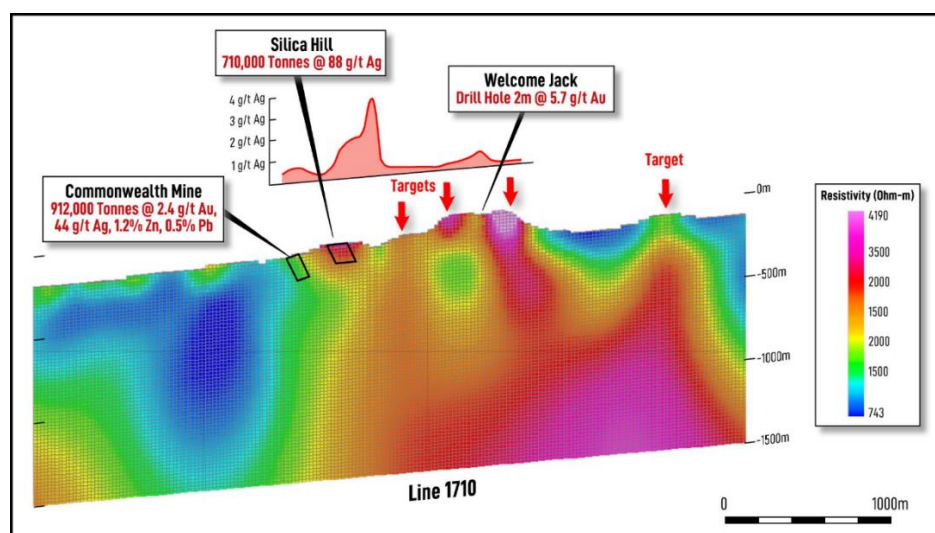 Silica Hill
710,000 Tonnes @ 88 g/t Ag
4 g/t Ag
3 g/t Ag
2 g/t Ag
1 g/t Ag
Welcome Jack
Drill Hole 2m @ 5.7 g/t Au
Commonwealth Mine
912,000 Tonnes @ 2.4 g/t Au,
44 g/t Ag, 1.2% Zn, 0.5% Pb
Targets
Target
0m
-500m
-1000m
-1500m
Resistivity (Ohm-m)
4190
3500
2000
1500
2000
1500
743
Line 1710
0 1000m